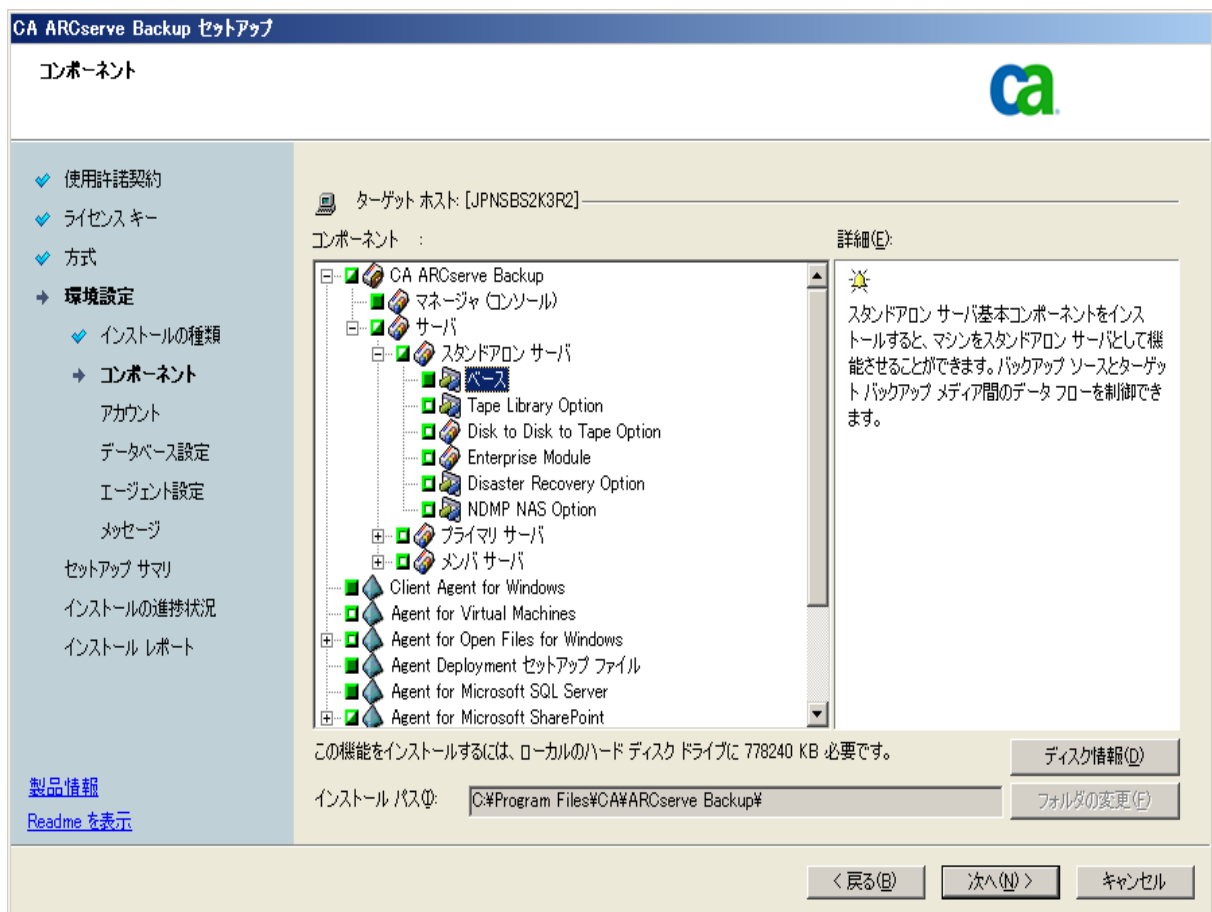 CA ARCserve Backup セットアップ
コンポーネント
ca.
使用許諾契約
ライセンス キー
方式
環境設定
インストールの種類
コンポーネント
アカウント
データベース設定
エージェント設定
メッセージ
セットアップ サマリ
インストールの進捗状況
インストール レポート
製品情報
Readme を表示
ターゲット ホスト: [JPNSBS2K3R2]
コンポーネント :
CA ARCserve Backup
マネージャ (コンソール)
サーバ
スタンドアロン サーバ
ベース
Tape Library Option
Disk to Disk to Tape Option
Enterprise Module
Disaster Recovery Option
NDMP NAS Option
プライマリ サーバ
メンバ サーバ
Client Agent for Windows
Agent for Virtual Machines
Agent for Open Files for Windows
Agent Deployment セットアップ ファイル
Agent for Microsoft SQL Server
Agent for Microsoft SharePoint
詳細(E):
スタンドアロン サーバ基本コンポーネントをインス
トールすると、マシンをスタンドアロン サーバとして機
能させることができます。バックアップ ソースとターゲッ
ト バックアップ メディア間のデータ フローを制御でき
ます。
この機能をインストールするには、ローカルのハード ディスク ドライブに 778240 KB 必要です。
ディスク情報(D)
インストール パス(I):
C:¥Program Files¥CA¥ARCserve Backup¥
フォルダの変更(F)
< 戻る(B)
次へ(N) >
キャンセル